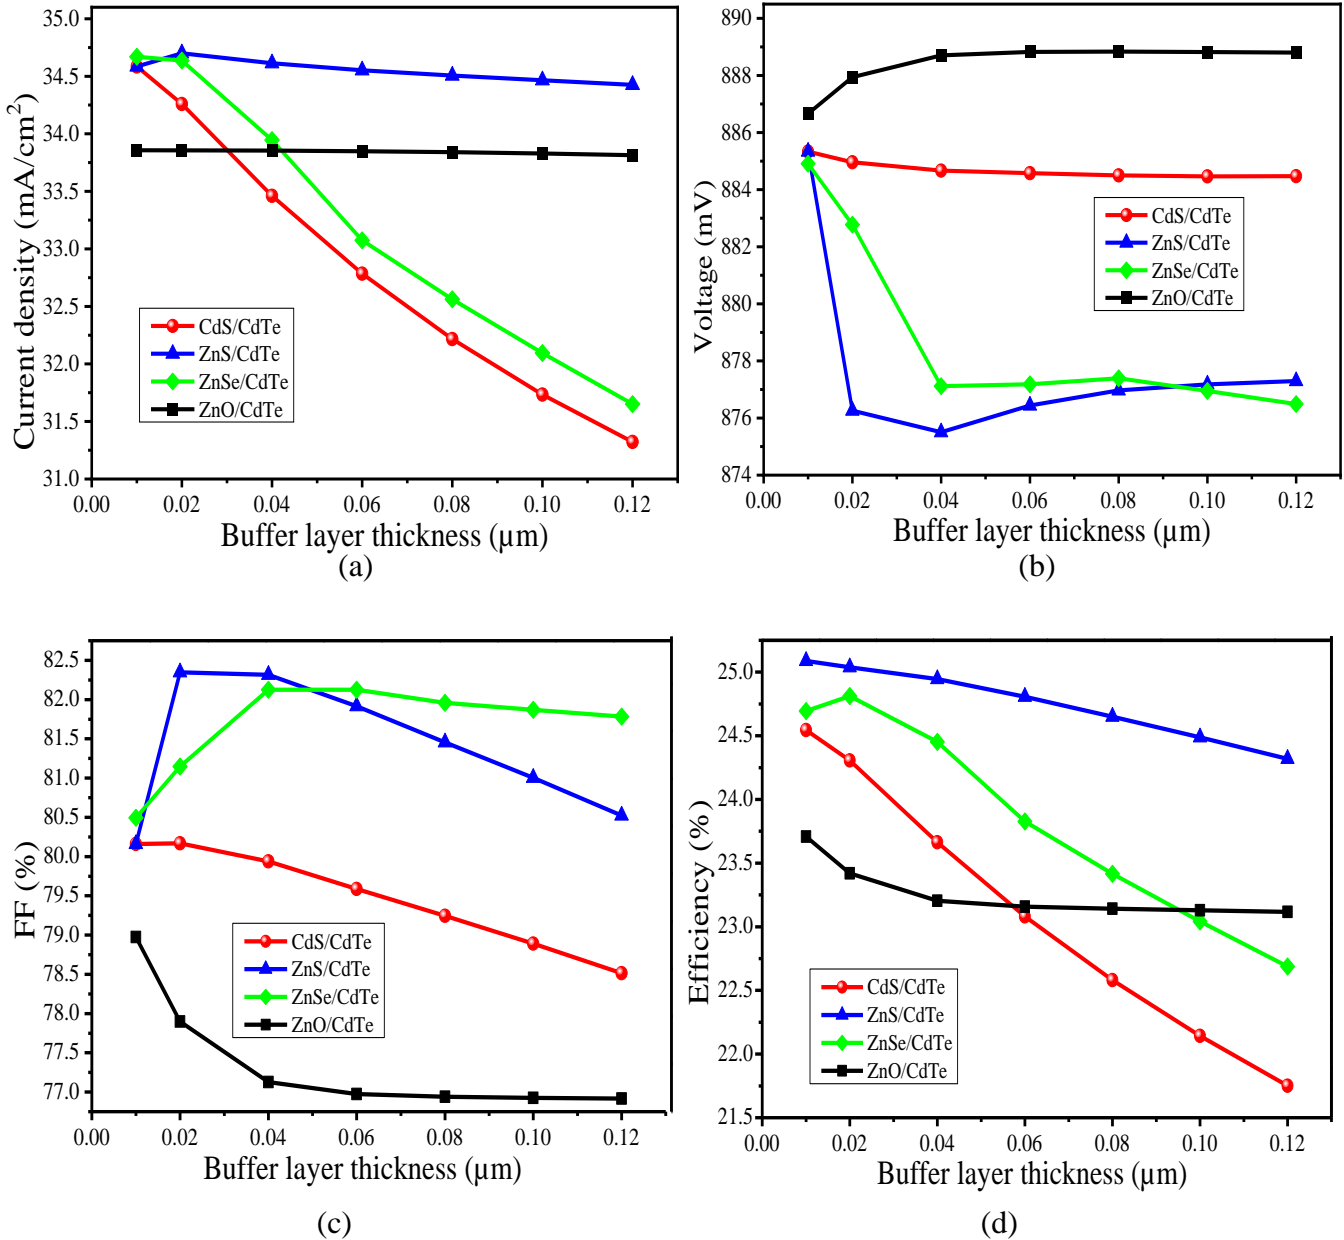 35.0
34.5
34.0
33.5
33.0
32.5
32.0
31.5
31.0
Current density (mA/cm²)
CdS/CdTe
ZnS/CdTe
ZnSe/CdTe
ZnO/CdTe
0.00 0.02 0.04 0.06 0.08 0.10 0.12
Buffer layer thickness (µm)
(a)
890
888
886
884
882
880
878
876
874
Voltage (mV)
CdS/CdTe
ZnS/CdTe
ZnSe/CdTe
ZnO/CdTe
0.00 0.02 0.04 0.06 0.08 0.10 0.12
Buffer layer thickness (µm)
(b)
82.5
82.0
81.5
81.0
80.5
80.0
79.5
79.0
78.5
78.0
77.5
77.0
FF (%)
CdS/CdTe
ZnS/CdTe
ZnSe/CdTe
ZnO/CdTe
0.00 0.02 0.04 0.06 0.08 0.10 0.12
Buffer layer thickness (µm)
(c)
25.0
24.5
24.0
23.5
23.0
22.5
22.0
21.5
Efficiency (%)
CdS/CdTe
ZnS/CdTe
ZnSe/CdTe
ZnO/CdTe
0.00 0.02 0.04 0.06 0.08 0.10 0.12
Buffer layer thickness (µm)
(d)